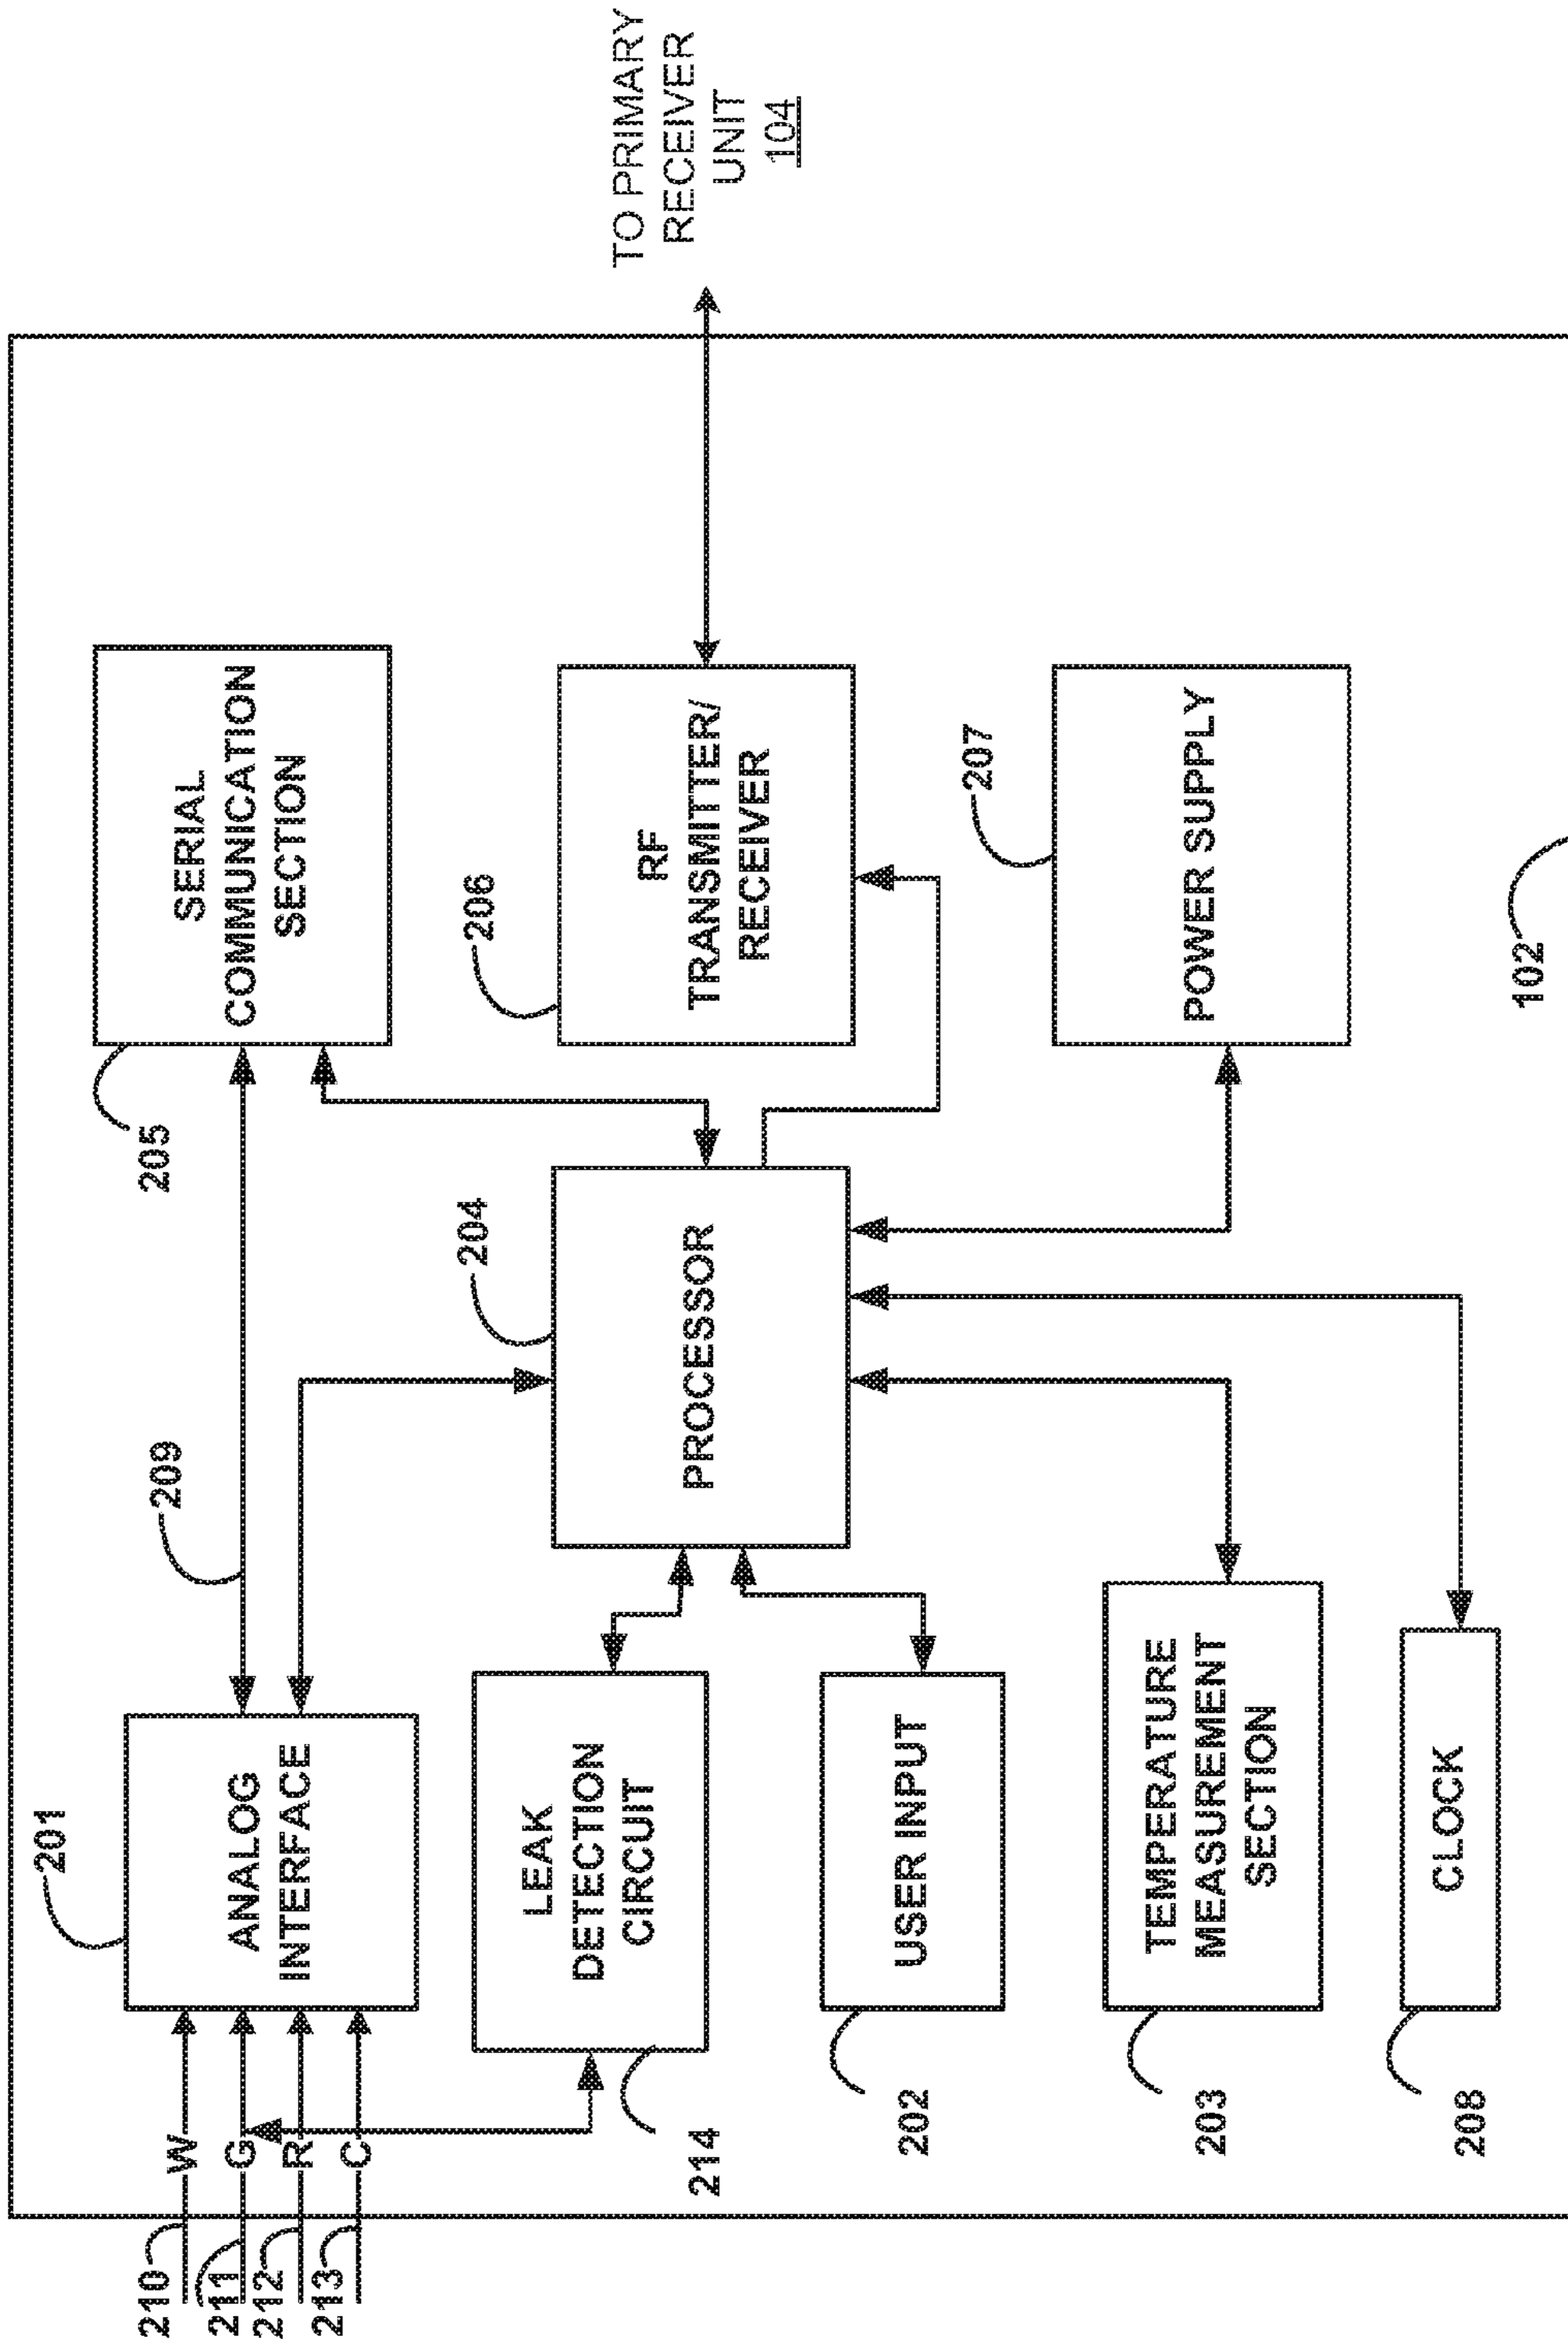 210
W
211
G
212
R
213
C
201
ANALOG
INTERFACE
209
205
SERIAL
COMMUNICATION
SECTION
214
LEAK
DETECTION
CIRCUIT
204
PROCESSOR
206
RF
TRANSMITTER/
RECEIVER
TO PRIMARY
RECEIVER
UNIT
104
202
USER INPUT
203
TEMPERATURE
MEASUREMENT
SECTION
207
POWER SUPPLY
208
CLOCK
102